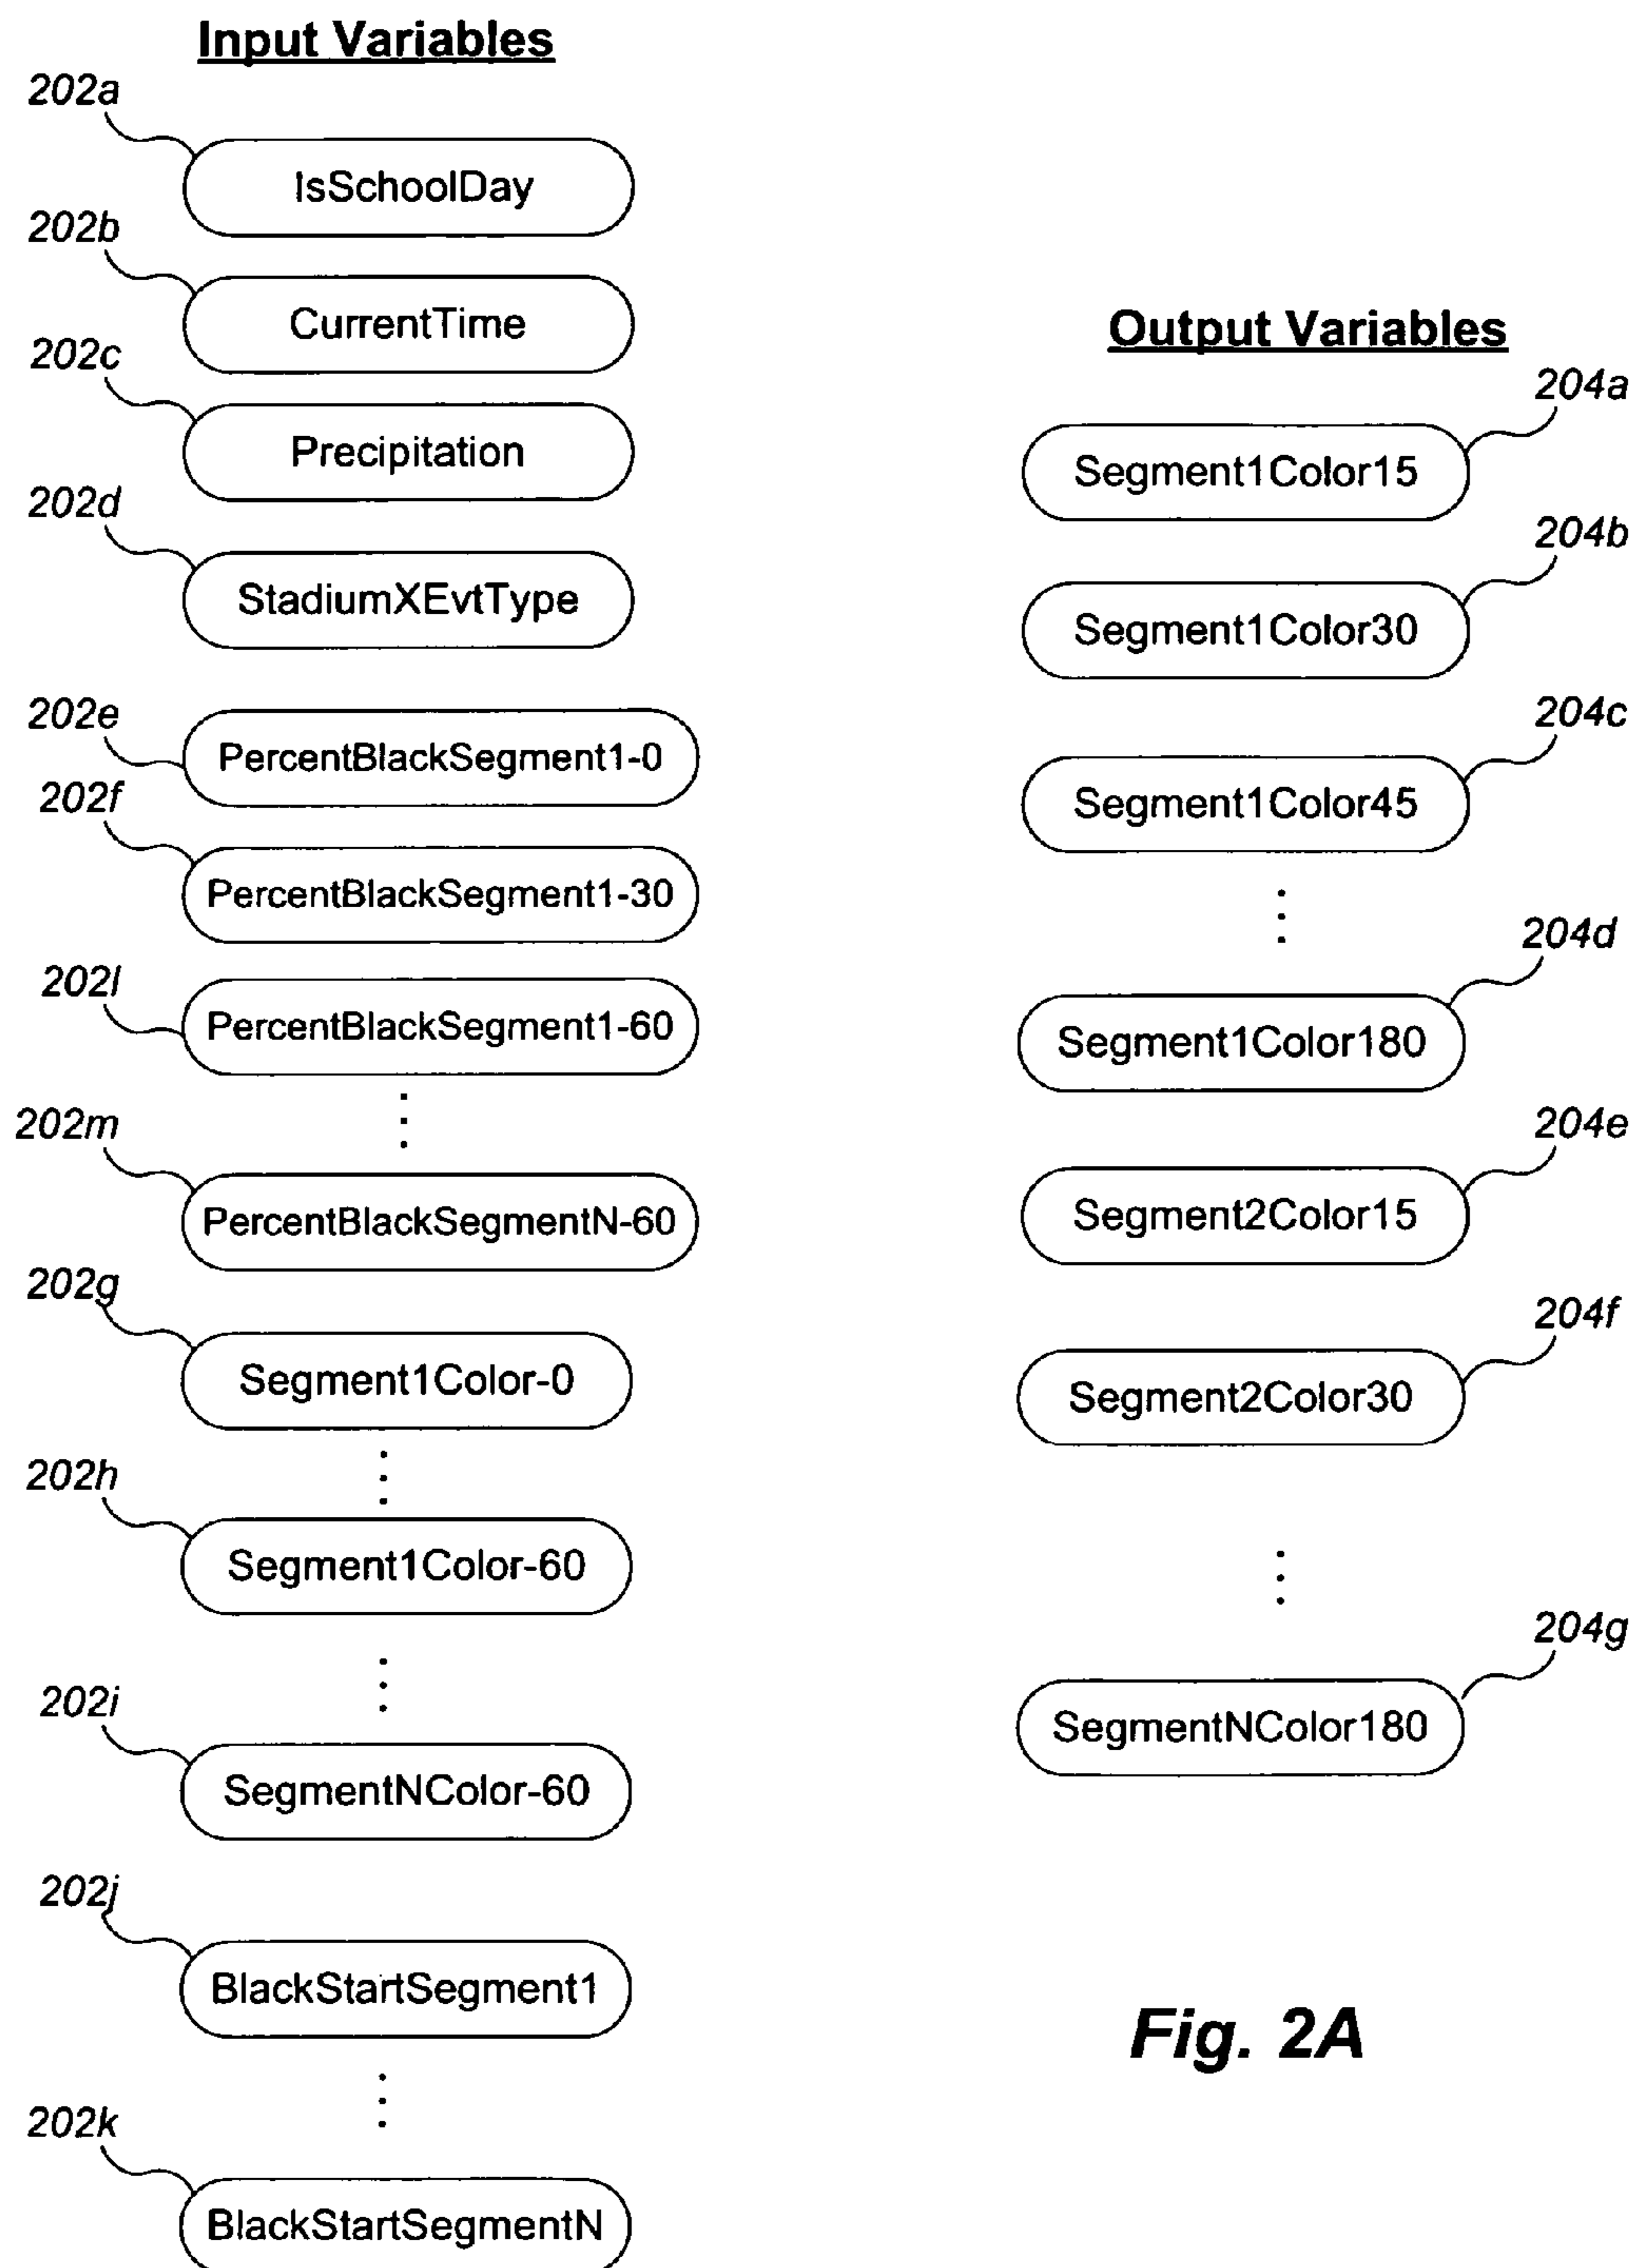 Input Variables
202a
IsSchoolDay
202b
CurrentTime
202c
Precipitation
202d
StadiumXEvtType
202e
PercentBlackSegment1-0
202f
PercentBlackSegment1-30
202l
PercentBlackSegment1-60
202m
PercentBlackSegmentN-60
202g
Segment1Color-0
202h
Segment1Color-60
202i
SegmentNColor-60
202j
BlackStartSegment1
202k
BlackStartSegmentN
Output Variables
204a
Segment1Color15
204b
Segment1Color30
204c
Segment1Color45
204d
Segment1Color180
204e
Segment2Color15
204f
Segment2Color30
204g
SegmentNColor180
Fig. 2A